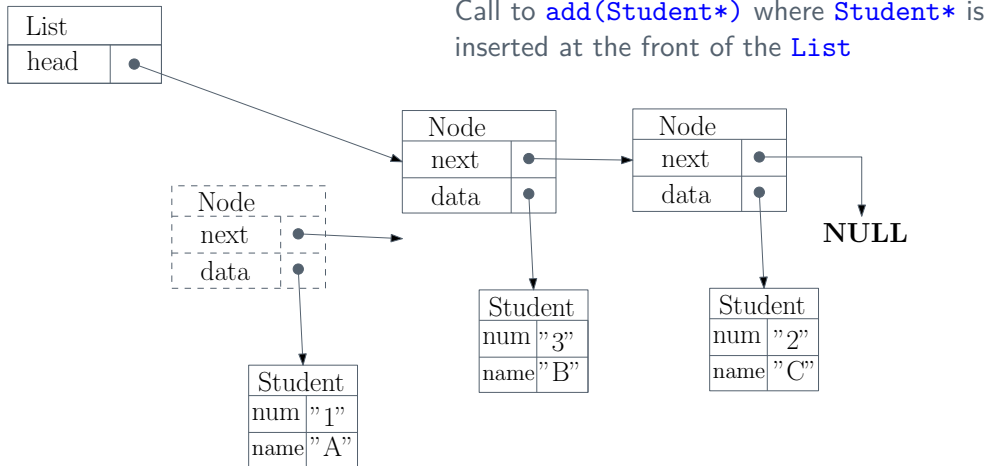 Call to add(Student*) where Student* is
inserted at the front of the List
List
head
Node
next
data
Node
next
data
NULL
Node
next
data
Student
num "3"
name "B"
Student
num "2"
name "C"
Student
num "1"
name "A"